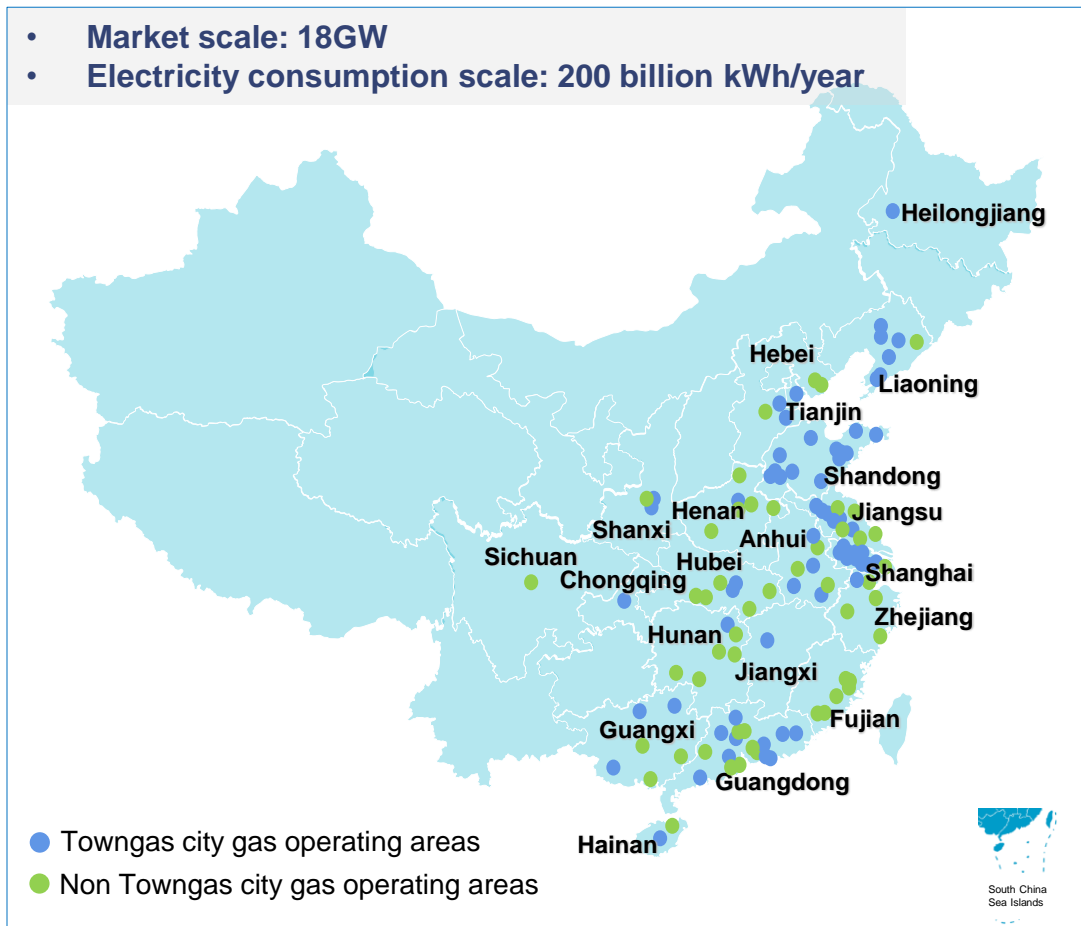 • Market scale: 18GW
• Electricity consumption scale: 200 billion kWh/year
Heilongjiang
Hebei
Liaoning
Tianjin
Shandong
Henan
Jiangsu
Shanxi
Anhui
Sichuan
Hubei
Chongqing
Shanghai
Zhejiang
Hunan
Jiangxi
Fujian
Guangxi
Guangdong
Hainan
Towngas city gas operating areas
Non Towngas city gas operating areas
South China
Sea Islands